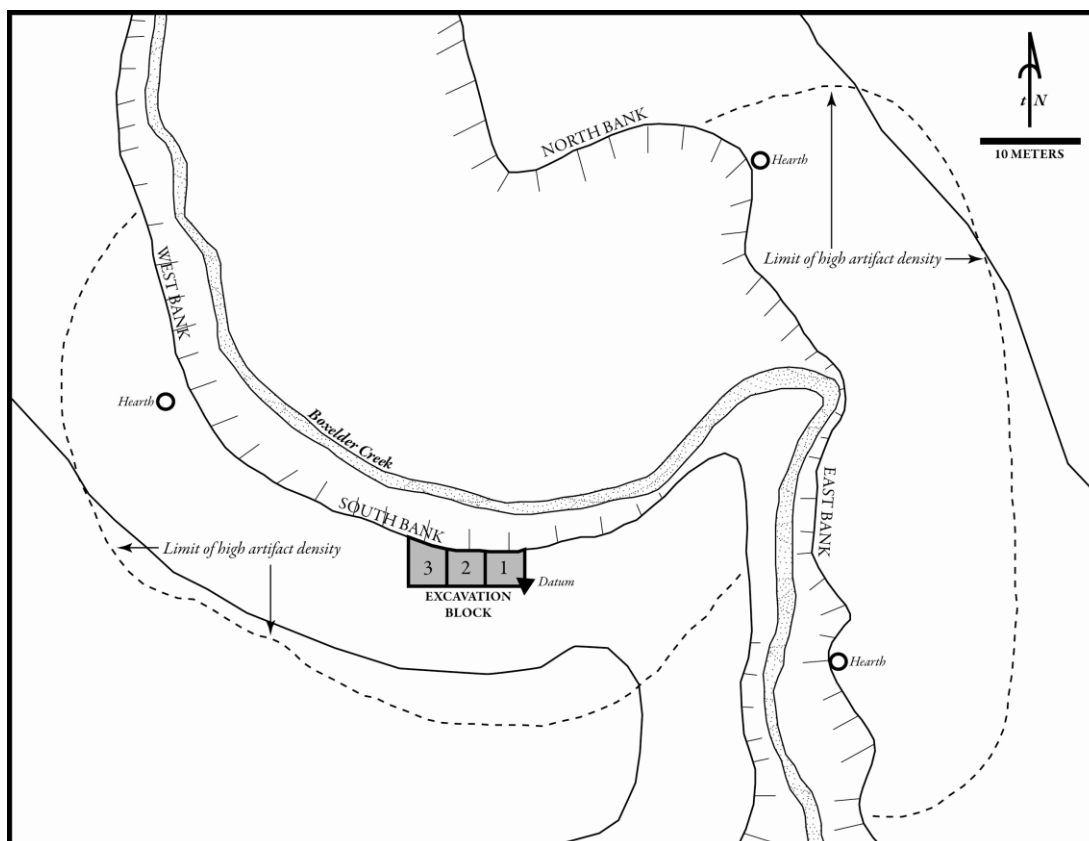 NORTH BANK
t N
10 METERS
Hearth
Limit of high artifact density
WEST BANK
Hearth
Boxelder Creek
SOUTH BANK
EAST BANK
Limit of high artifact density
3 2 1
Datum
EXCAVATION
BLOCK
Hearth